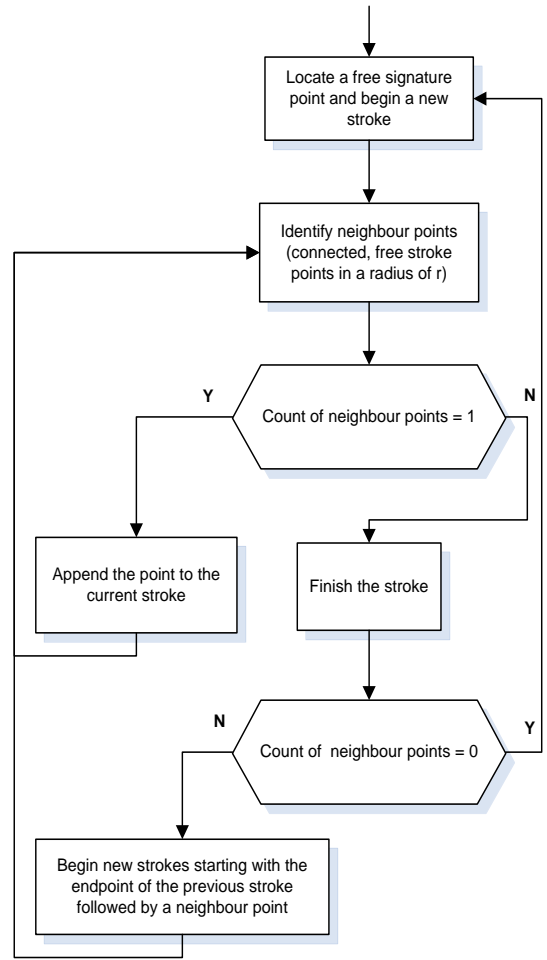 Locate a free signature
point and begin a new
stroke
Identify neighbour points
(connected, free stroke
points in a radius of r)
Y
N
Count of neighbour points = 1
Append the point to the
current stroke
Finish the stroke
N
Y
Count of neighbour points = 0
Begin new strokes starting with the
endpoint of the previous stroke
followed by a neighbour point